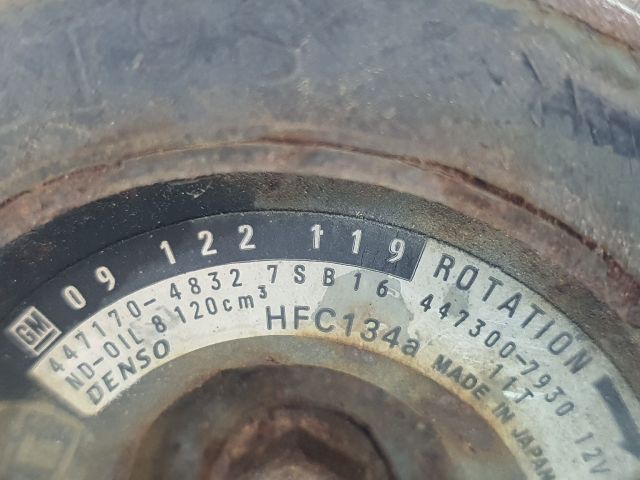 GM 09 122 119 ROTATION
447170-4832 7SB16 447300-7930 12V
ND-OIL 8 120cm³ HFC134a 11T
DENSO MADE IN JAPAN